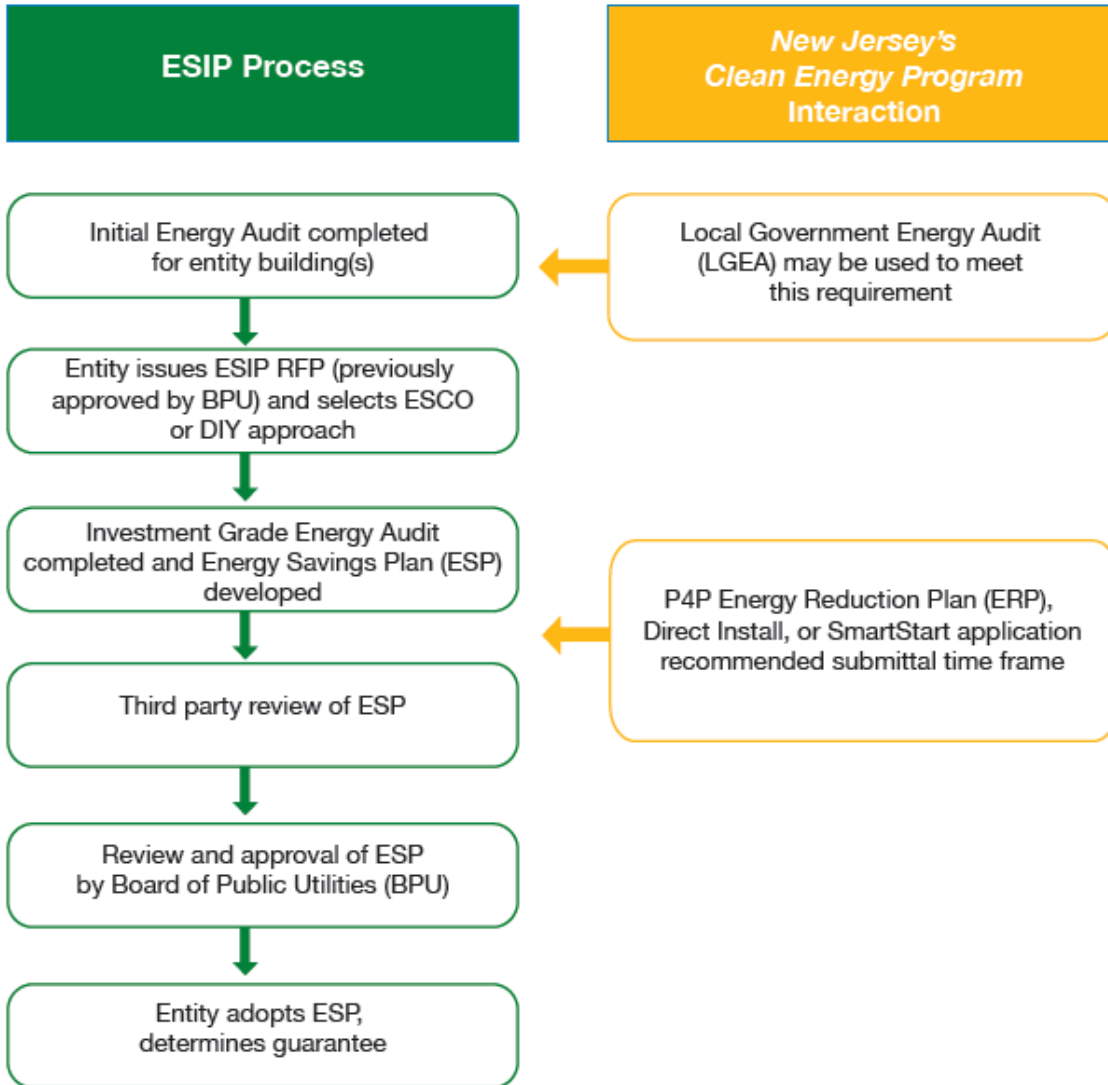 ESIP Process
New Jersey's
Clean Energy Program
Interaction
Initial Energy Audit completed
for entity building(s)
Local Government Energy Audit
(LGEA) may be used to meet
this requirement
Entity issues ESIP RFP (previously
approved by BPU) and selects ESCO
or DIY approach
Investment Grade Energy Audit
completed and Energy Savings Plan (ESP)
developed
P4P Energy Reduction Plan (ERP),
Direct Install, or SmartStart application
recommended submittal time frame
Third party review of ESP
Review and approval of ESP
by Board of Public Utilities (BPU)
Entity adopts ESP,
determines guarantee